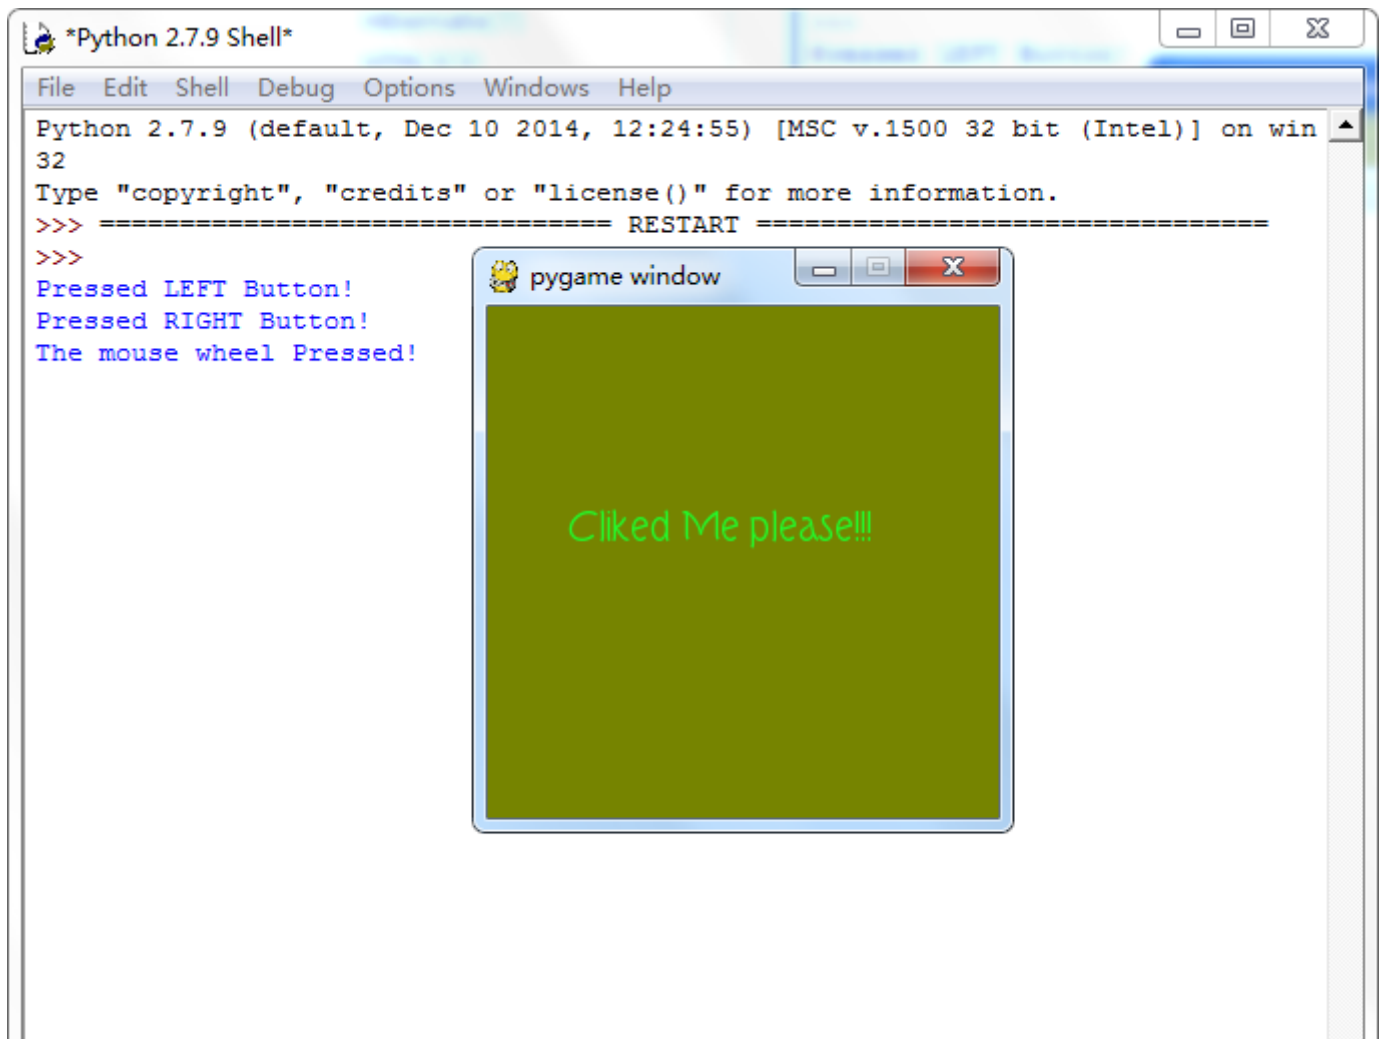 *Python 2.7.9 Shell*
File Edit Shell Debug Options Windows Help
Python 2.7.9 (default, Dec 10 2014, 12:24:55) [MSC v.1500 32 bit (Intel)] on win
32
Type "copyright", "credits" or "license()" for more information.
>>> ================================ RESTART ================================
>>>
Pressed LEFT Button!
Pressed RIGHT Button!
The mouse wheel Pressed!
pygame window
Cliked Me please!!!